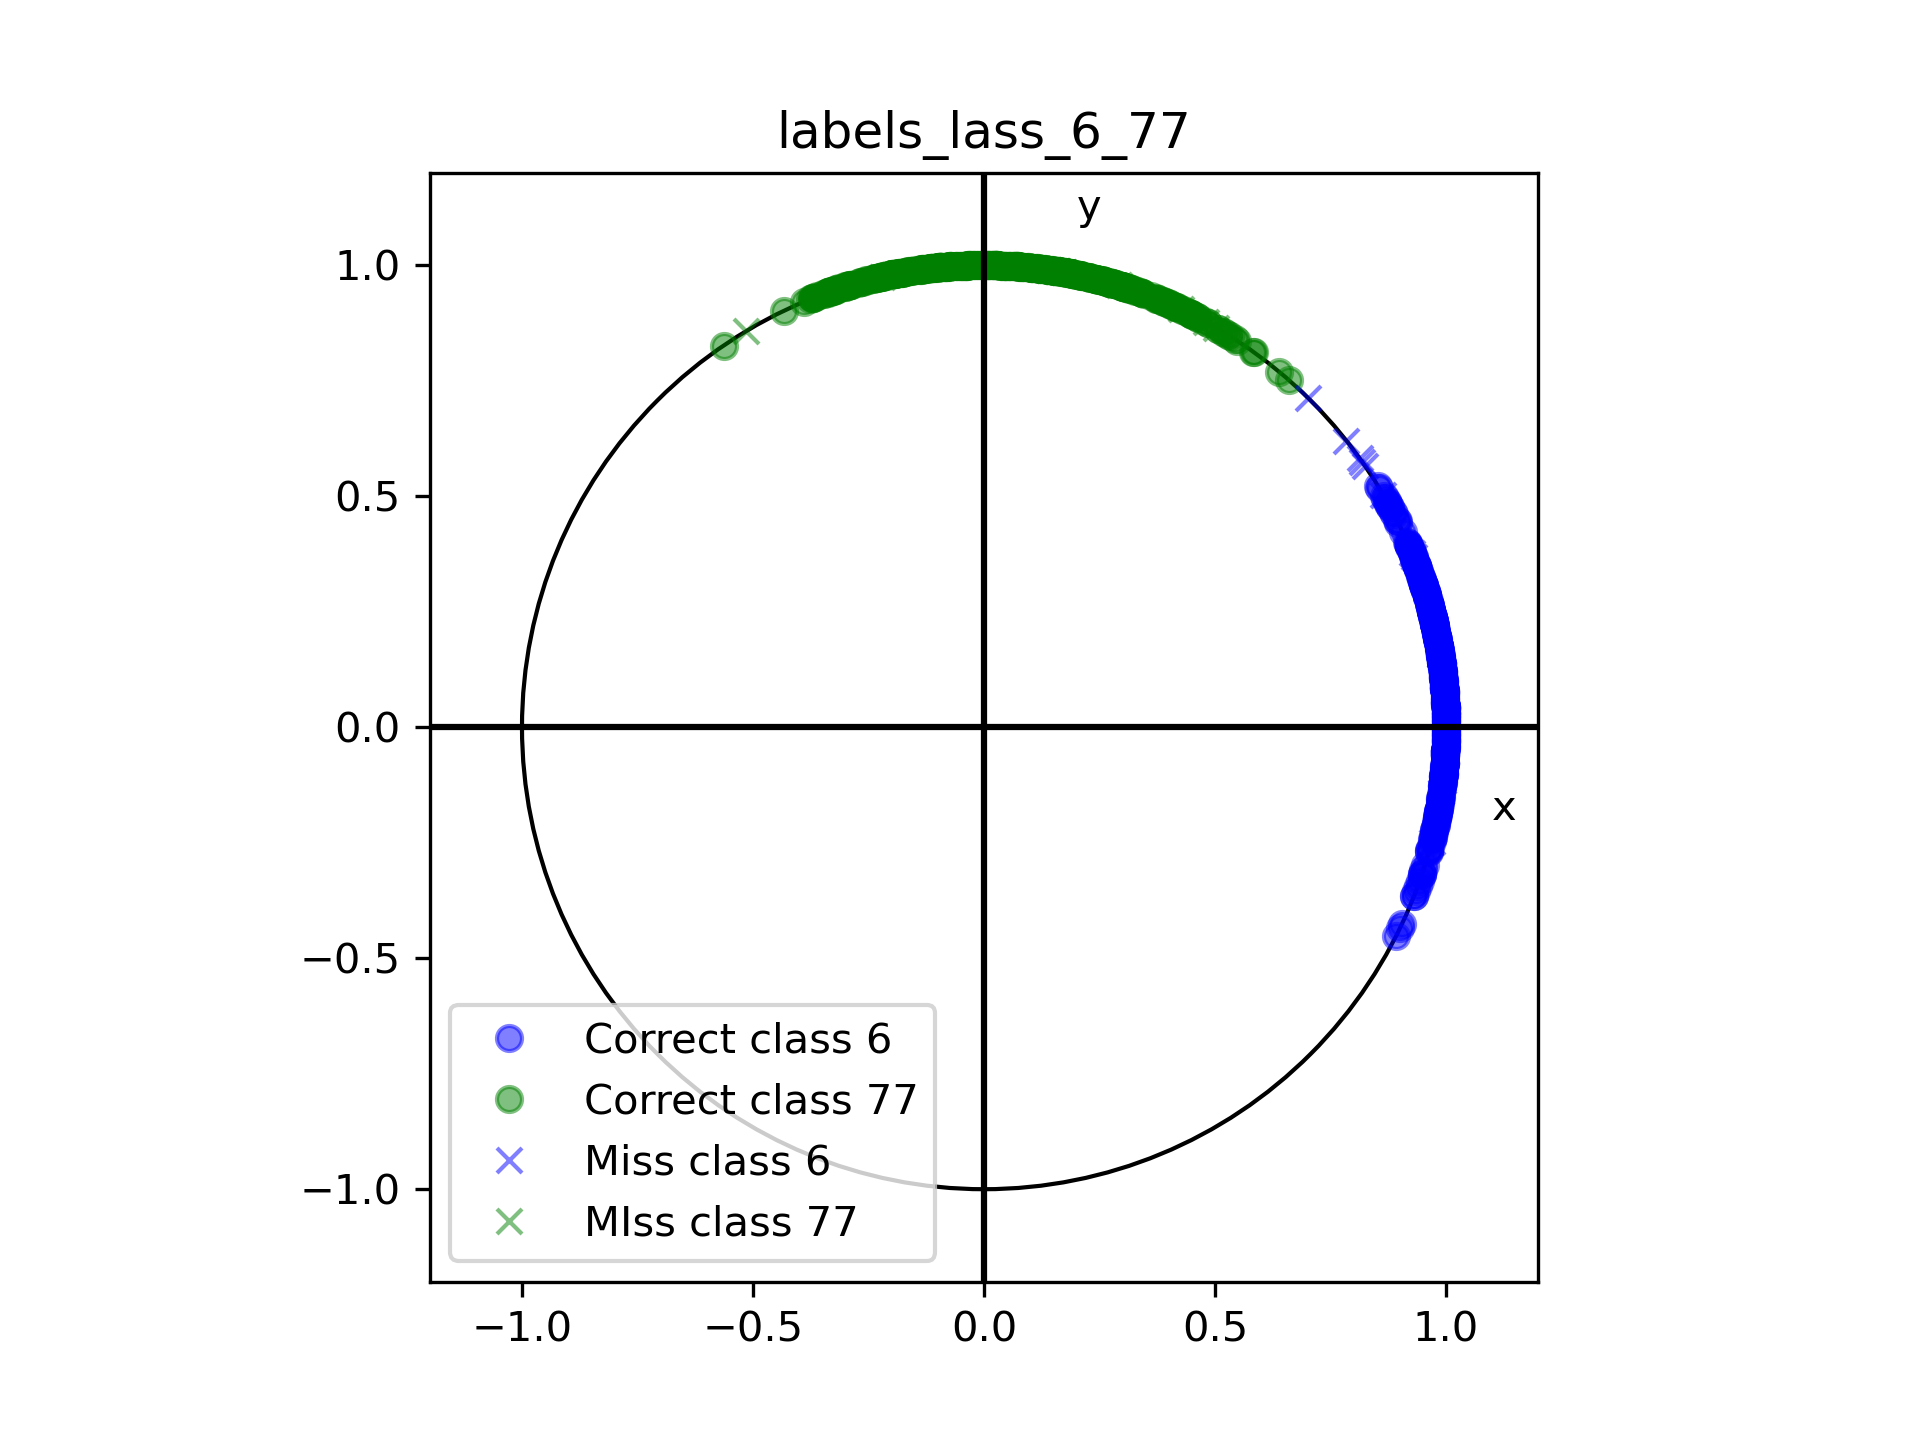 labels_lass_6_77
y
1.0
0.5
0.0
−0.5
−1.0
x
Correct class 6
Correct class 77
Miss class 6
MIss class 77
−1.0 −0.5 0.0 0.5 1.0